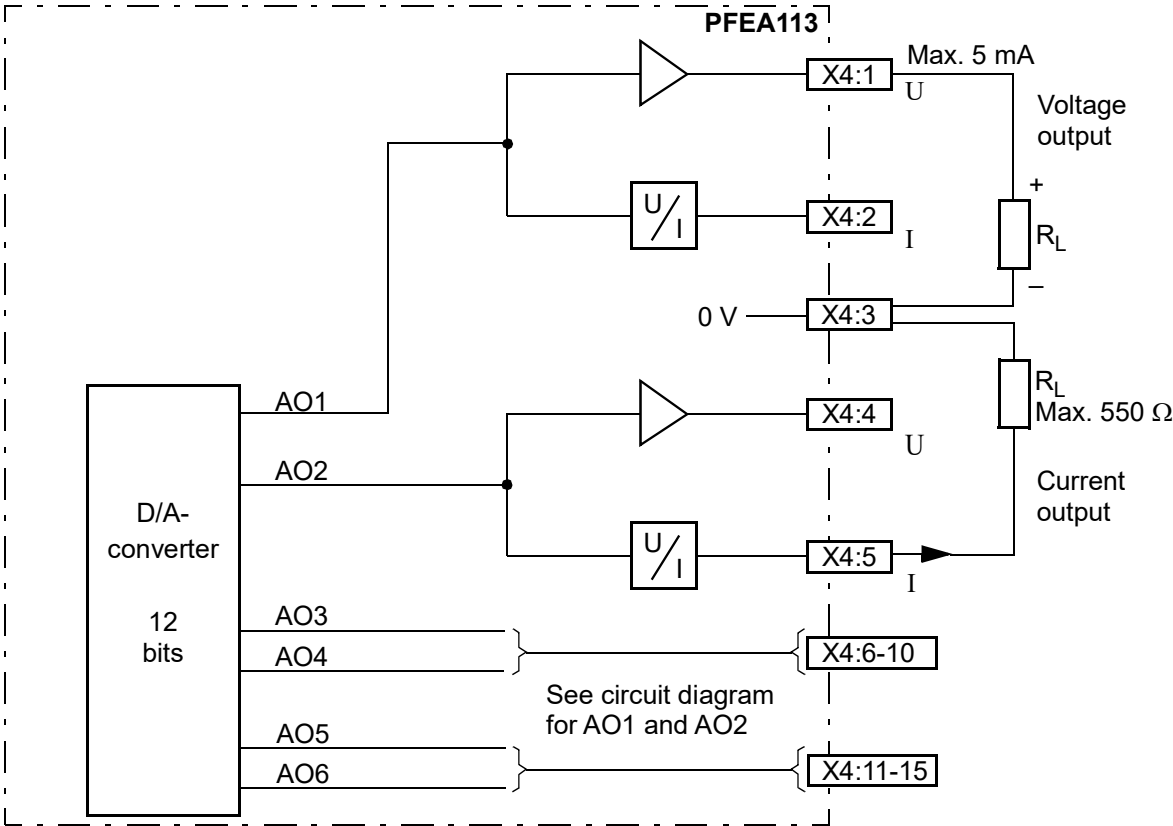 PFEA113
X4:1
Max. 5 mA
U
Voltage
output
U/I
X4:2
I
+
RL
–
0 V
X4:3
RL
Max. 550 Ω
AO1
X4:4
U
AO2
Current
output
D/A-
converter
12
bits
U/I
X4:5
I
AO3
AO4
X4:6-10
See circuit diagram
for AO1 and AO2
AO5
AO6
X4:11-15